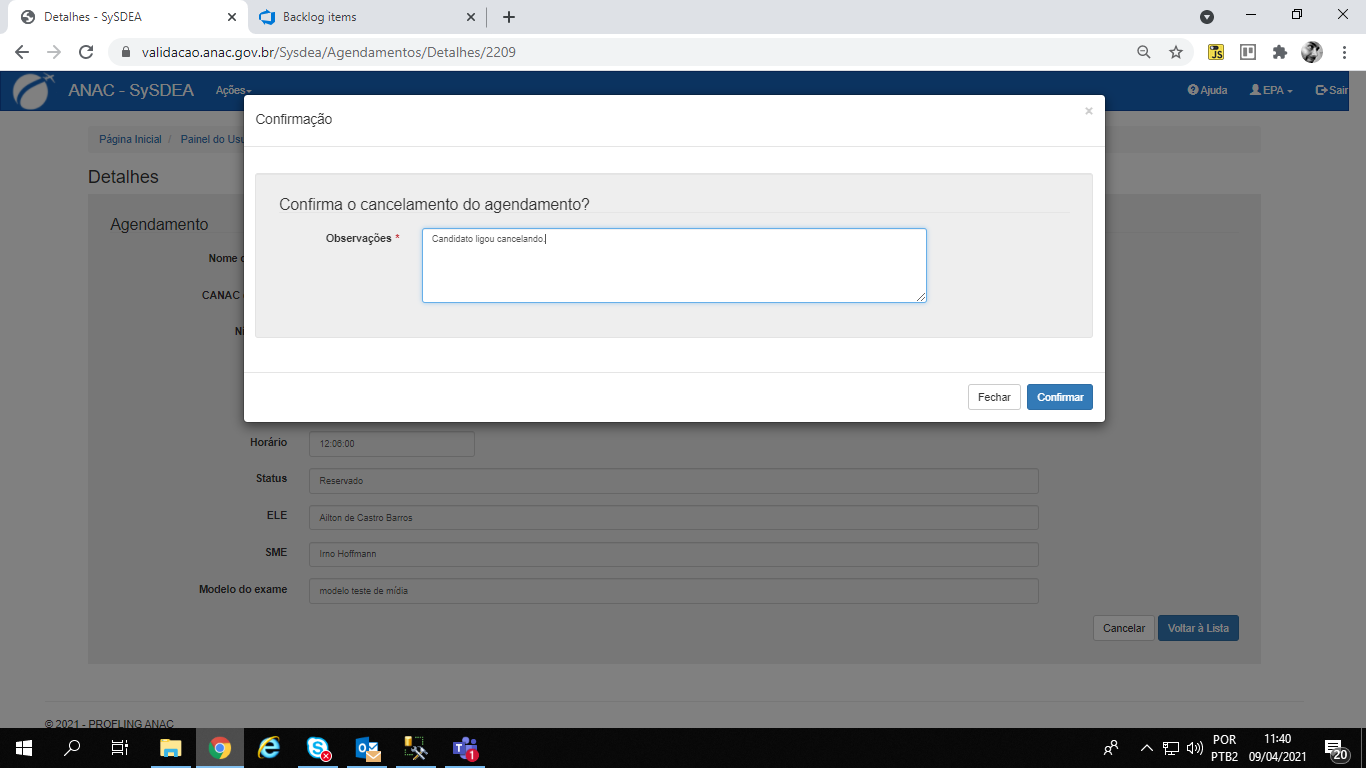 Detalhes - SySDEA
Backlog items
validacao.anac.gov.br/Sysdea/Agendamentos/Detalhes/2209
JS
ANAC - SySDEA
Ações
Ajuda
EPA
Sair
Confirmação
×
Página Inicial / Painel do Usu
Detalhes
Confirma o cancelamento do agendamento?
Agendamento
Observações *
Candidato ligou cancelando.
Nome
CANAC
Fechar
Confirmar
Horário
12:06:00
Status
Reservado
ELE
Ailton de Castro Barros
SME
Irno Hoffmann
Modelo do exame
modelo teste de mídia
Cancelar
Voltar à Lista
© 2021 - PROFLING ANAC
POR
PTB2
11:40
09/04/2021
20
1